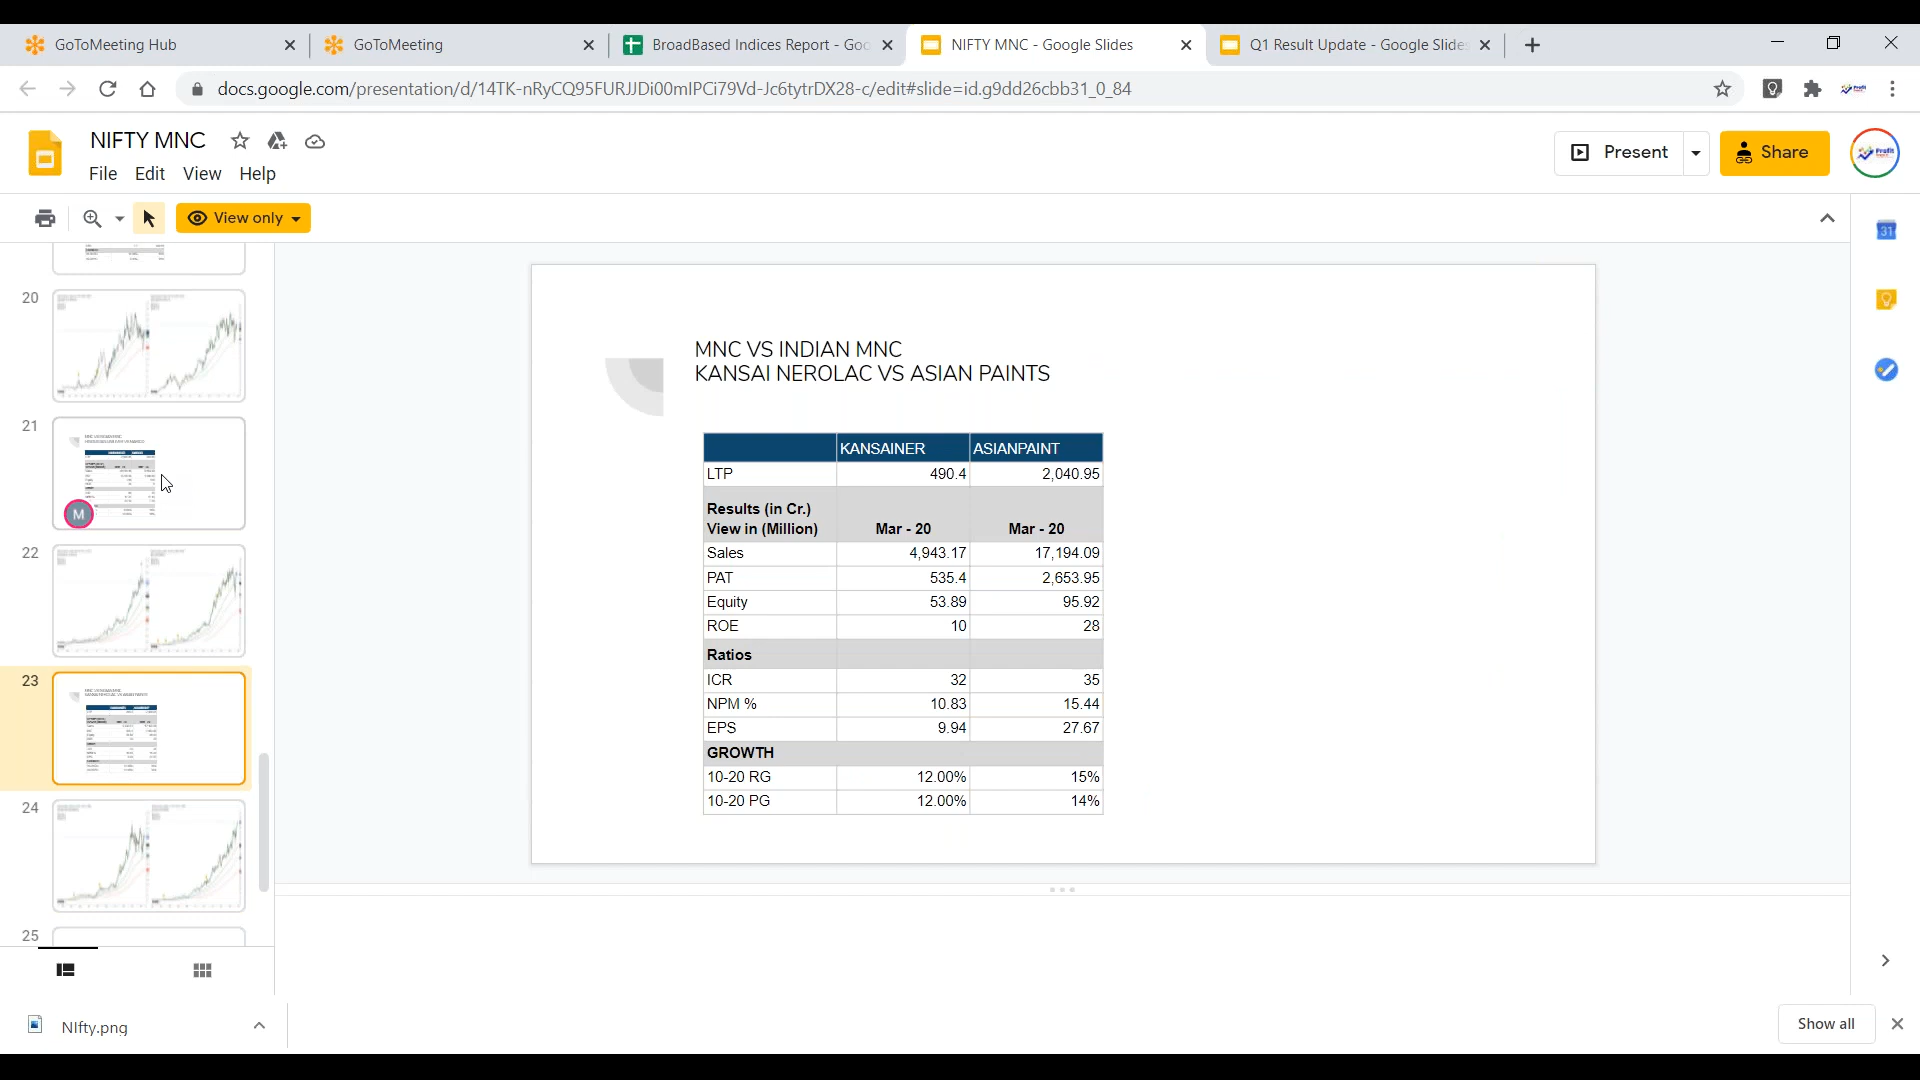 GoToMeeting Hub
GoToMeeting
BroadBased Indices Report - Goo
NIFTY MNC - Google Slides
Q1 Result Update - Google Slides
docs.google.com/presentation/d/14TK-nRyCQ95FURJJDi00mIPCi79Vd-Jc6tytrDX28-c/edit#slide=id.g9dd26cbb31_0_84
NIFTY MNC
File Edit View Help
Present
Share
View only
31
20
21
M
22
23
24
25
MNC VS INDIAN MNC
KANSAI NEROLAC VS ASIAN PAINTS
KANSAINER ASIANPAINT
LTP 490.4 2,040.95
Results (in Cr.)
View in (Million) Mar - 20 Mar - 20
Sales 4,943.17 17,194.09
PAT 535.4 2,653.95
Equity 53.89 95.92
ROE 10 28
Ratios
ICR 32 35
NPM % 10.83 15.44
EPS 9.94 27.67
GROWTH
10-20 RG 12.00% 15%
10-20 PG 12.00% 14%
NIfty.png
Show all